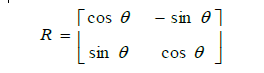 R = [ cos θ   − sin θ ]
    [ sin θ   cos θ ]